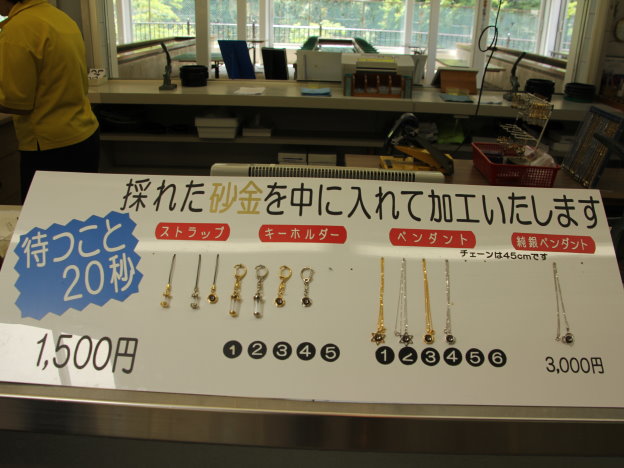 採れた砂金を中に入れて加工いたします
待つこと
20秒
ストラップ
キーホルダー
ペンダント
純銀ペンダント
チェーンは45cmです
1,500円
❶❷❸❹❺
❶❷❸❹❺❻
3,000円